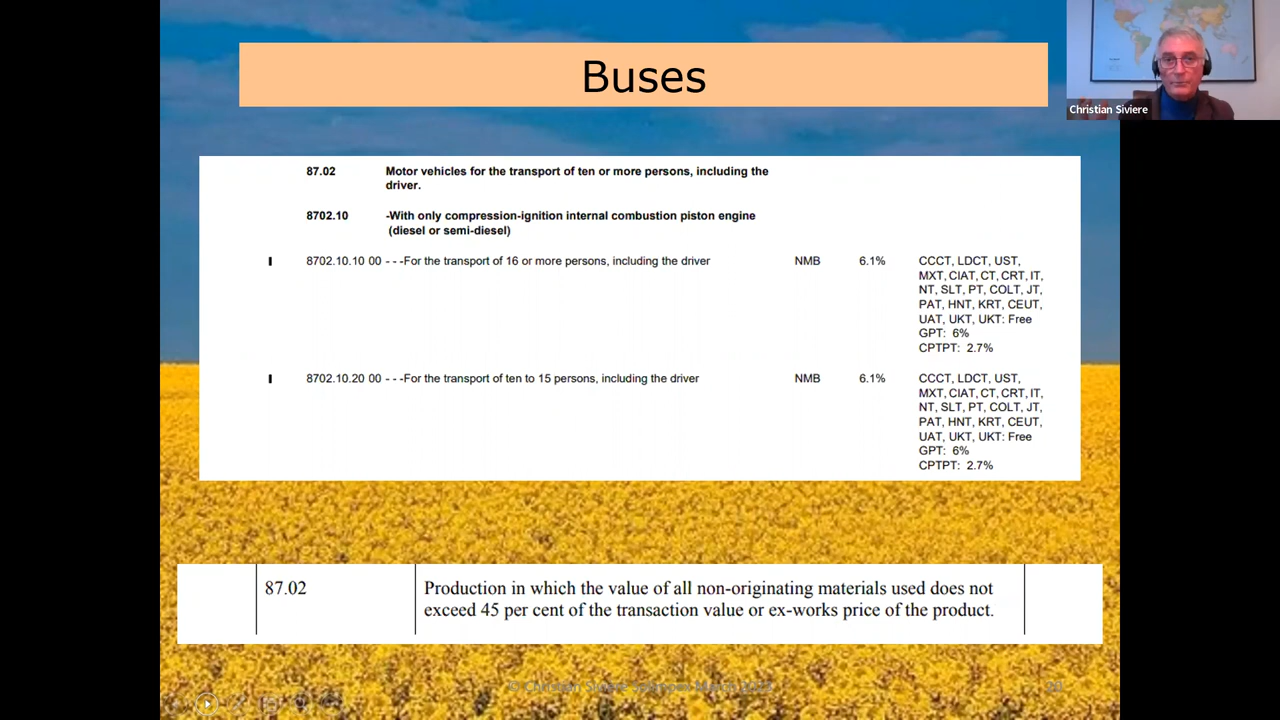 Buses
Christian Siviere
87.02 Motor vehicles for the transport of ten or more persons, including the
driver.
8702.10 -With only compression-ignition internal combustion piston engine
(diesel or semi-diesel)
8702.10.10 00 - - -For the transport of 16 or more persons, including the driver NMB 6.1% CCCT, LDCT, UST,
MXT, CIAT, CT, CRT, IT,
NT, SLT, PT, COLT, JT,
PAT, HNT, KRT, CEUT,
UAT, UKT, UKT: Free
GPT: 6%
CPTPT: 2.7%
8702.10.20 00 - - -For the transport of ten to 15 persons, including the driver NMB 6.1% CCCT, LDCT, UST,
MXT, CIAT, CT, CRT, IT,
NT, SLT, PT, COLT, JT,
PAT, HNT, KRT, CEUT,
UAT, UKT, UKT: Free
GPT: 6%
CPTPT: 2.7%
87.02 Production in which the value of all non-originating materials used does not
exceed 45 per cent of the transaction value or ex-works price of the product.
© Christian Siviere